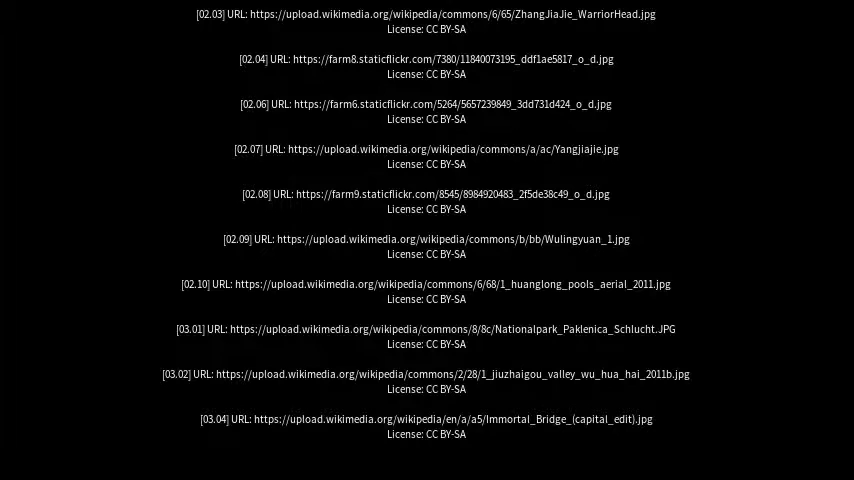 [02.03] URL: https://upload.wikimedia.org/wikipedia/commons/6/65/ZhangJiaJie_WarriorHead.jpg
License: CC BY-SA
[02.04] URL: https://farm8.staticflickr.com/7380/11840073195_ddf1ae5817_o_d.jpg
License: CC BY-SA
[02.06] URL: https://farm6.staticflickr.com/5264/5657239849_3dd731d424_o_d.jpg
License: CC BY-SA
[02.07] URL: https://upload.wikimedia.org/wikipedia/commons/a/ac/Yangjiajie.jpg
License: CC BY-SA
[02.08] URL: https://farm9.staticflickr.com/8545/8984920483_2f5de38c49_o_d.jpg
License: CC BY-SA
[02.09] URL: https://upload.wikimedia.org/wikipedia/commons/b/bb/Wulingyuan_1.jpg
License: CC BY-SA
[02.10] URL: https://upload.wikimedia.org/wikipedia/commons/6/68/1_huanglong_pools_aerial_2011.jpg
License: CC BY-SA
[03.01] URL: https://upload.wikimedia.org/wikipedia/commons/8/8c/Nationalpark_Paklenica_Schlucht.JPG
License: CC BY-SA
[03.02] URL: https://upload.wikimedia.org/wikipedia/commons/2/28/1_jiuzhaigou_valley_wu_hua_hai_2011b.jpg
License: CC BY-SA
[03.04] URL: https://upload.wikimedia.org/wikipedia/en/a/a5/Immortal_Bridge_(capital_edit).jpg
License: CC BY-SA